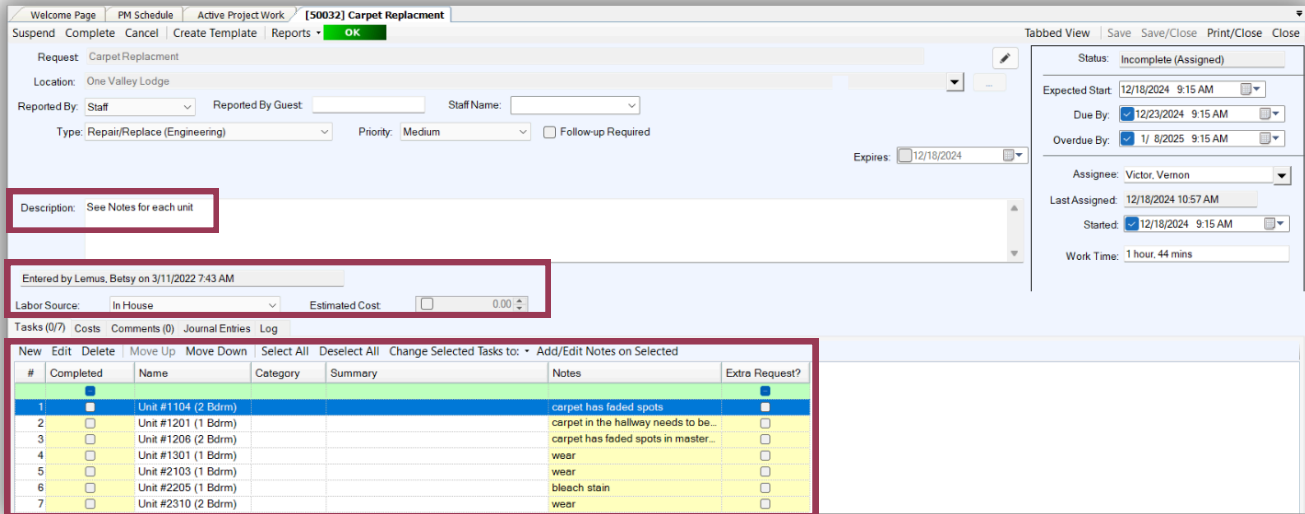 Welcome Page PM Schedule Active Project Work [50032] Carpet Replacment
Suspend Complete Cancel Create Template Reports OK Tabbed View Save Save/Close Print/Close Close
Request: Carpet Replacment
Status: Incomplete (Assigned)
Location: One Valley Lodge ...
Expected Start: 12/18/2024 9:15 AM
Reported By: Staff Reported By Guest: Staff Name:
Due By: 12/23/2024 9:15 AM
Type: Repair/Replace (Engineering) Priority: Medium Follow-up Required
Overdue By: 1/ 8/2025 9:15 AM
Expires: 12/18/2024
Assignee: Victor, Vernon
Description: See Notes for each unit
Last Assigned: 12/18/2024 10:57 AM
Started: 12/18/2024 9:15 AM
Work Time: 1 hour, 44 mins
Entered by Lemus, Betsy on 3/11/2022 7:43 AM
Labor Source: In House Estimated Cost: 0.00
Tasks (0/7) Costs Comments (0) Journal Entries Log
New Edit Delete Move Up Move Down Select All Deselect All Change Selected Tasks to: Add/Edit Notes on Selected
# Completed Name Category Summary Notes Extra Request?
1 Unit #1104 (2 Bdrm) carpet has faded spots
2 Unit #1201 (1 Bdrm) carpet in the hallway needs to be...
3 Unit #1206 (2 Bdrm) carpet has faded spots in master...
4 Unit #1301 (1 Bdrm) wear
5 Unit #2103 (1 Bdrm) wear
6 Unit #2205 (1 Bdrm) bleach stain
7 Unit #2310 (2 Bdrm) wear